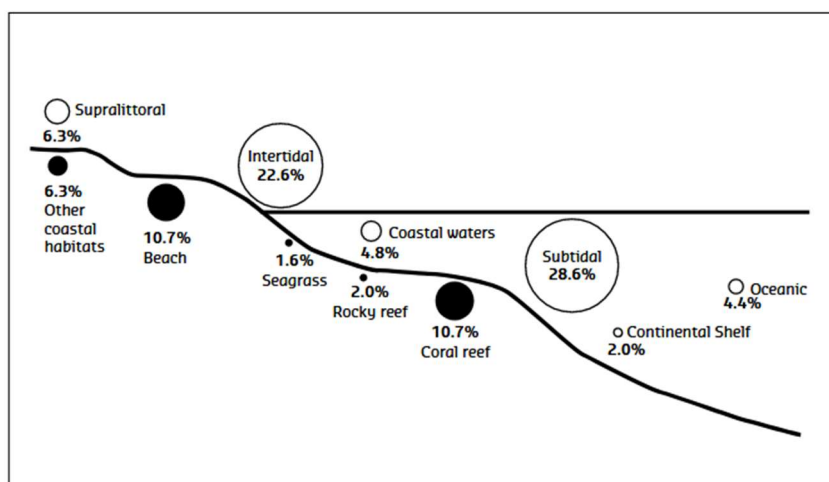 Supralittoral
6.3%
6.3%
Other
coastal
habitats
10.7%
Beach
Intertidal
22.6%
1.6%
Seagrass
Coastal waters
4.8%
2.0%
Rocky reef
10.7%
Coral reef
Subtidal
28.6%
Continental Shelf
2.0%
Oceanic
4.4%